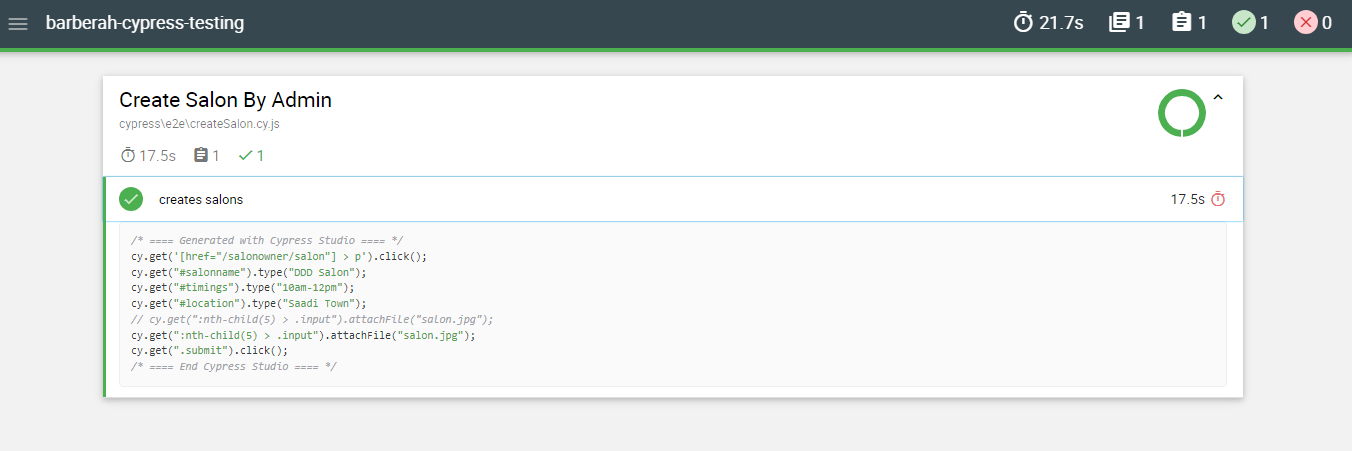 barberah-cypress-testing
21.7s 1 1 1 0
Create Salon By Admin
cypress\e2e\createSalon.cy.js
17.5s 1 1
creates salons 17.5s
/* ==== Generated with Cypress Studio ==== */
cy.get('[href="/salonowner/salon"] > p').click();
cy.get("#salonname").type("DDD Salon");
cy.get("#timings").type("10am-12pm");
cy.get("#location").type("Saadi Town");
// cy.get(":nth-child(5) > .input").attachFile("salon.jpg");
cy.get(":nth-child(5) > .input").attachFile("salon.jpg");
cy.get(".submit").click();
/* ==== End Cypress Studio ==== */